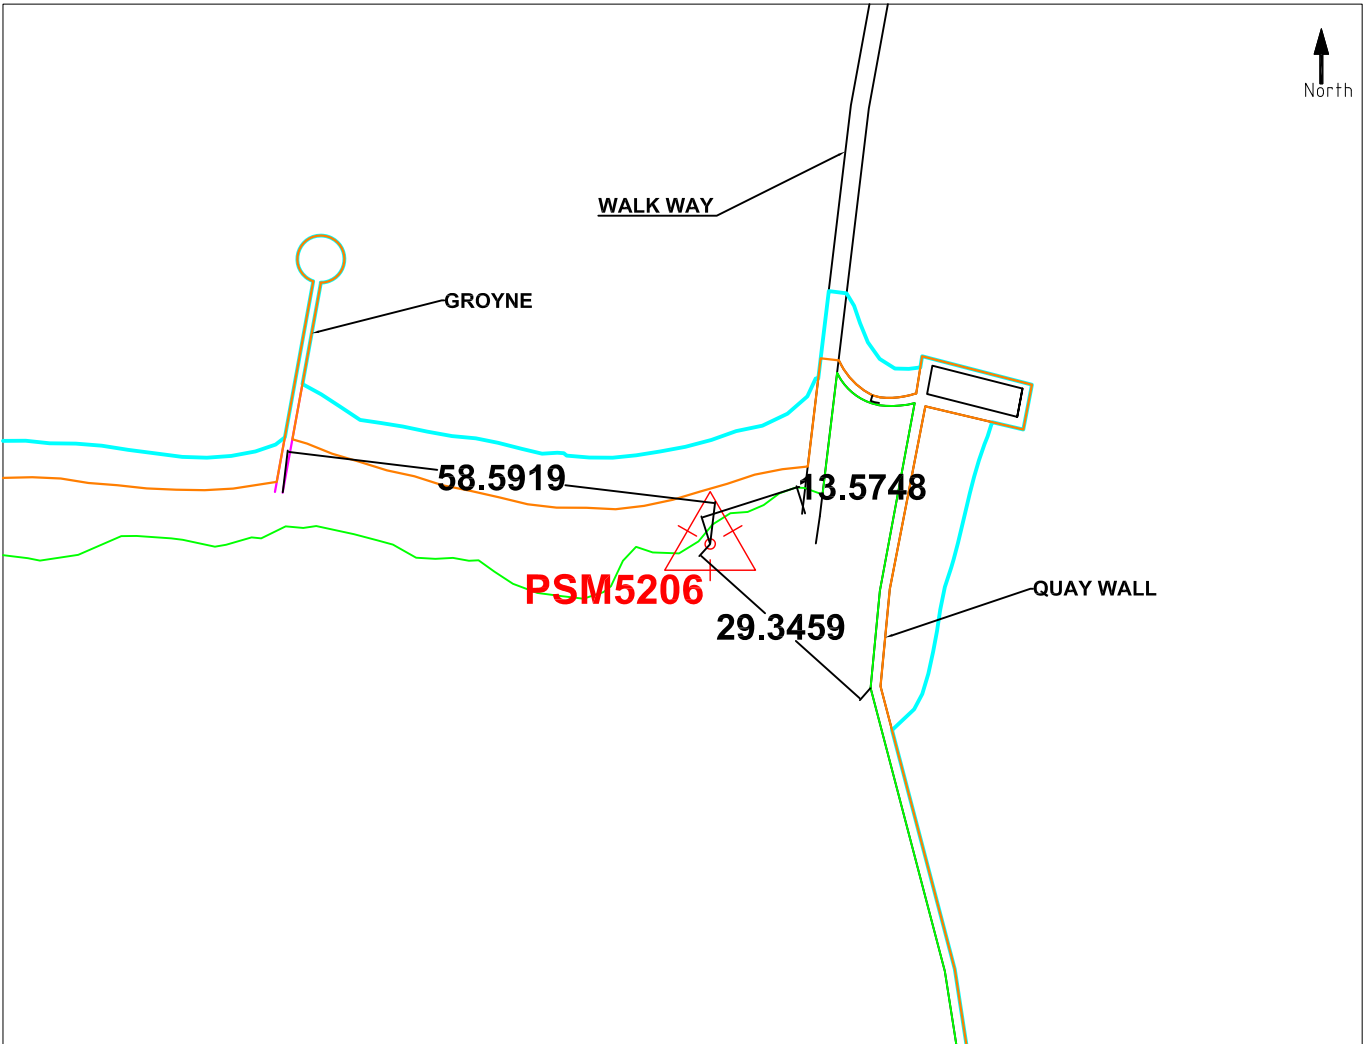 North
WALK WAY
GROYNE
58.5919
13.5748
PSM5206
QUAY WALL
29.3459